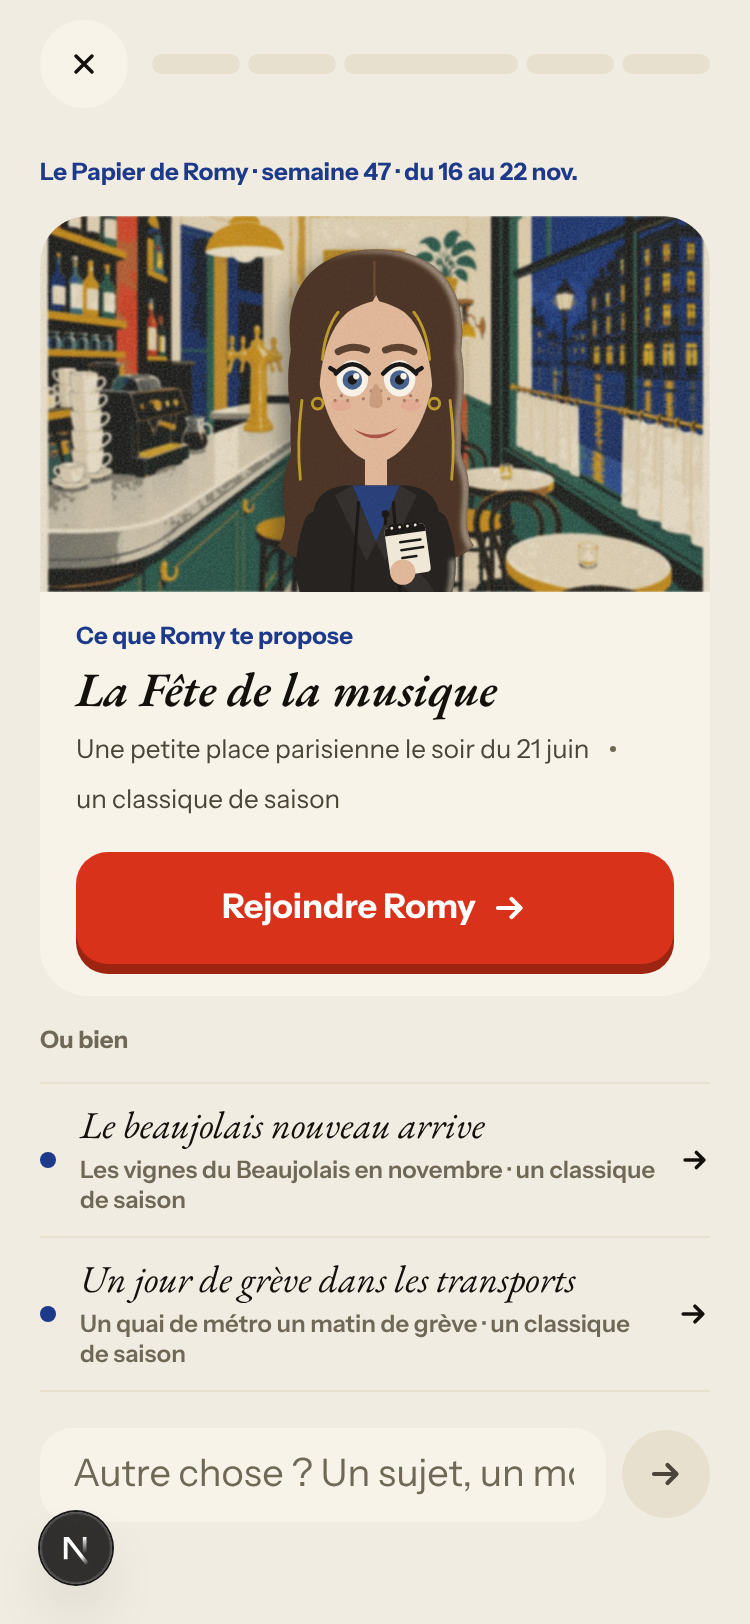 Le Papier de Romy · semaine 47 · du 16 au 22 nov.
Ce que Romy te propose
La Fête de la musique
Une petite place parisienne le soir du 21 juin •
un classique de saison
Rejoindre Romy →
Ou bien
Le beaujolais nouveau arrive
Les vignes du Beaujolais en novembre · un classique
de saison
Un jour de grève dans les transports
Un quai de métro un matin de grève · un classique
de saison
Autre chose ? Un sujet, un
N